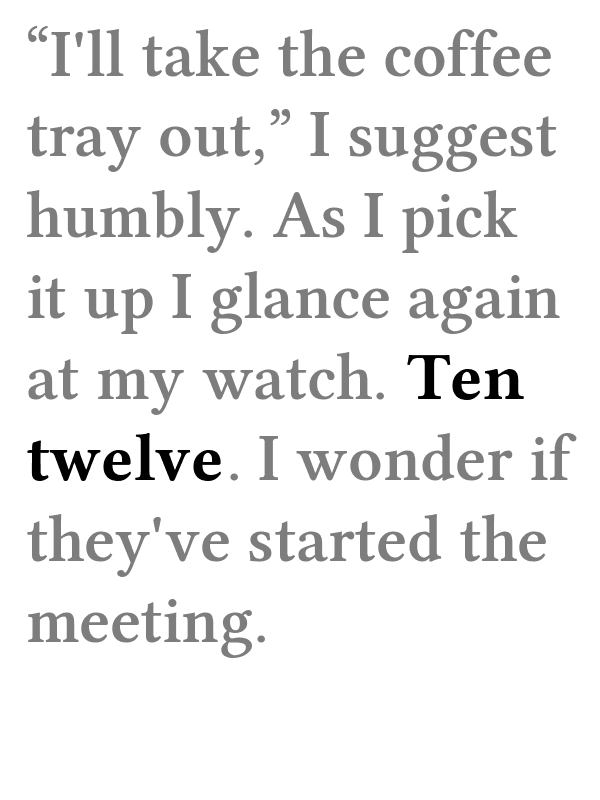 “I'll take the coffee
tray out,” I suggest
humbly. As I pick
it up I glance again
at my watch. Ten
twelve. I wonder if
they've started the
meeting.